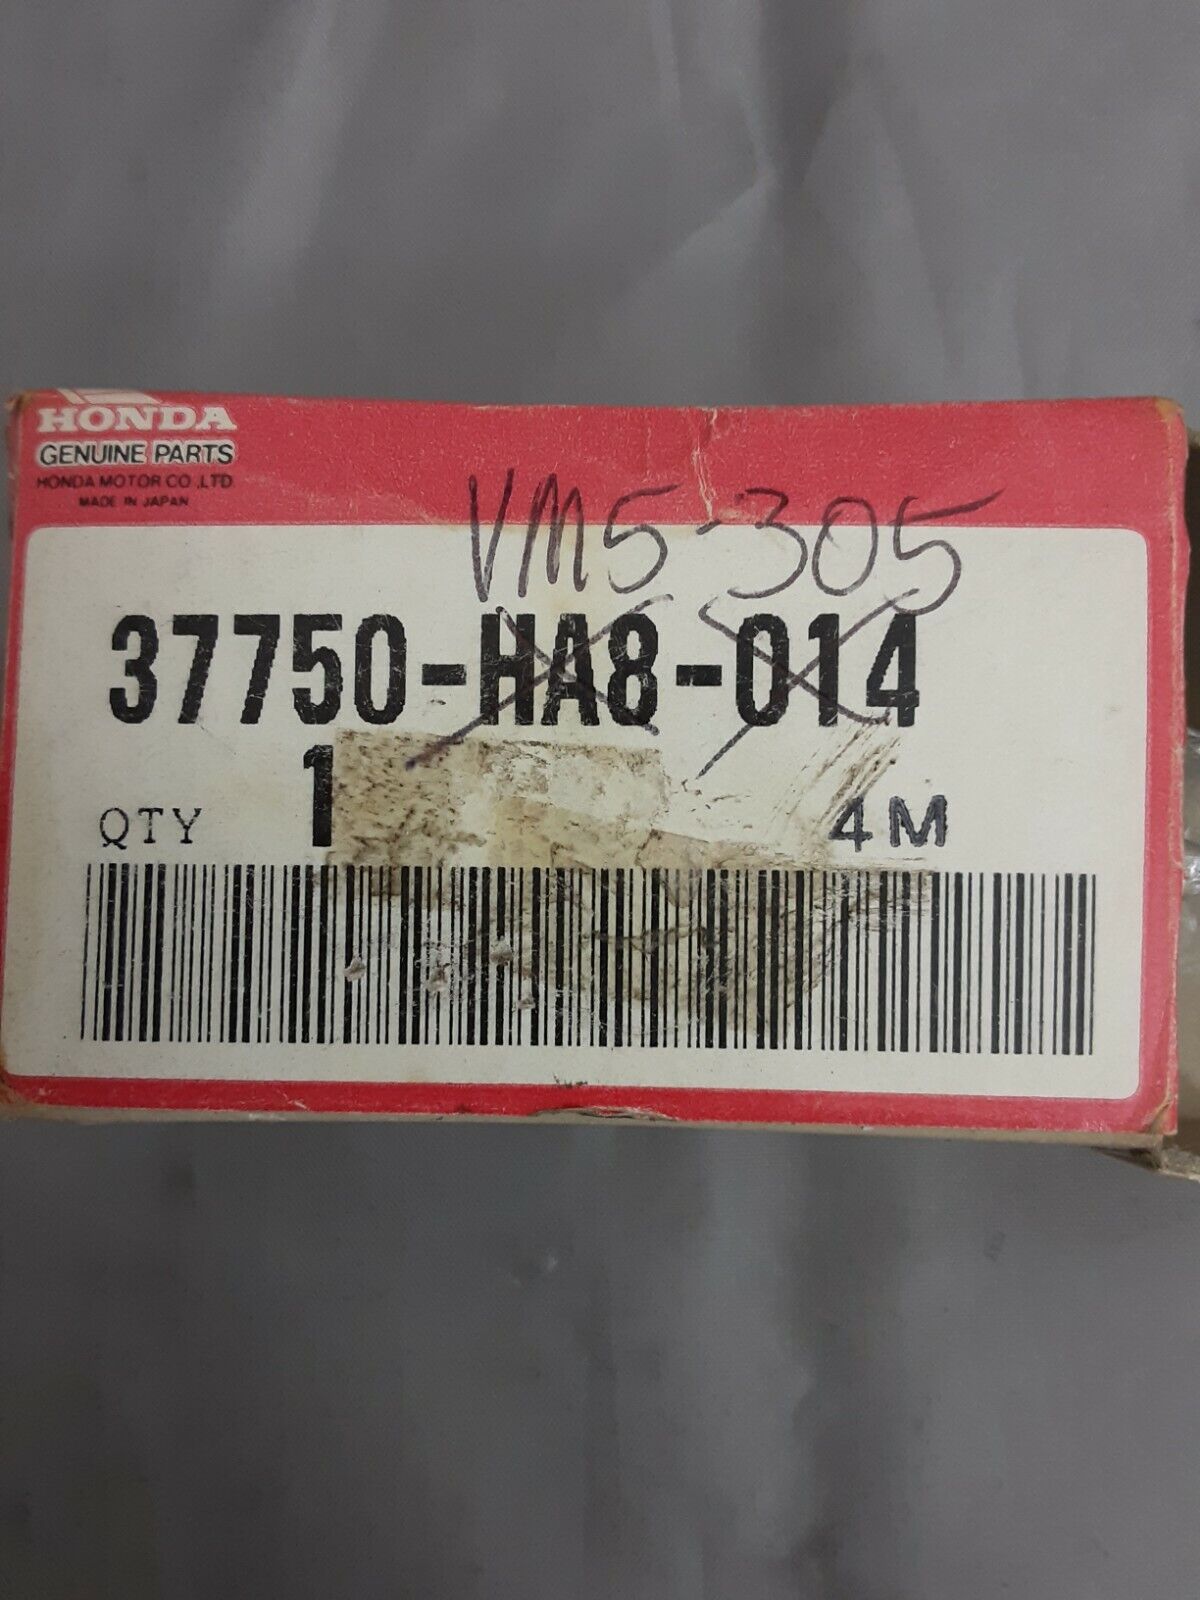 HONDA
GENUINE PARTS
HONDA MOTOR CO.,LTD
MADE IN JAPAN
VM5-305
37750-HA8-014
QTY 1 4M